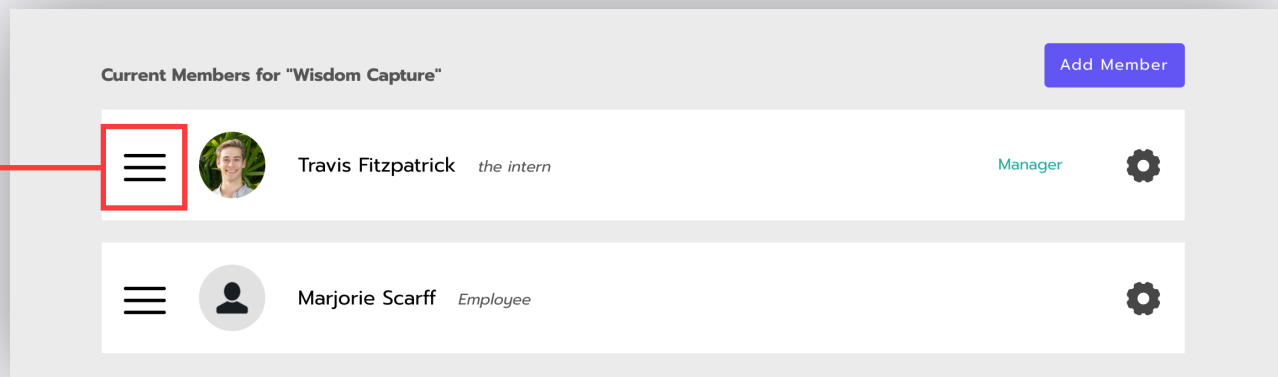 Current Members for "Wisdom Capture"
Add Member
Travis Fitzpatrick the intern Manager
Marjorie Scarff Employee